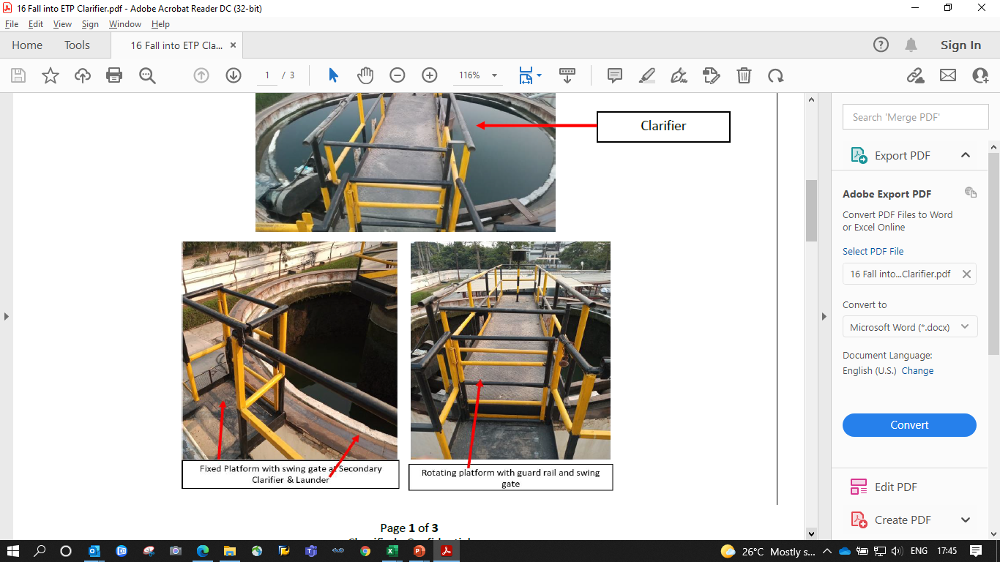 16 Fall into ETP Clarifier.pdf - Adobe Acrobat Reader DC (32-bit)
File Edit View Sign Window Help
Home Tools 16 Fall into ETP Cla... Sign In
1 / 3 116%
Clarifier
Fixed Platform with swing gate at Secondary
Clarifier & Launder
Rotating platform with guard rail and swing
gate
Page 1 of 3
Search 'Merge PDF'
Export PDF
Adobe Export PDF
Convert PDF Files to Word
or Excel Online
Select PDF File
16 Fall into...Clarifier.pdf
Convert to
Microsoft Word (*.docx)
Document Language:
English (U.S.) Change
Convert
Edit PDF
Create PDF
26°C Mostly s... ENG 17:45